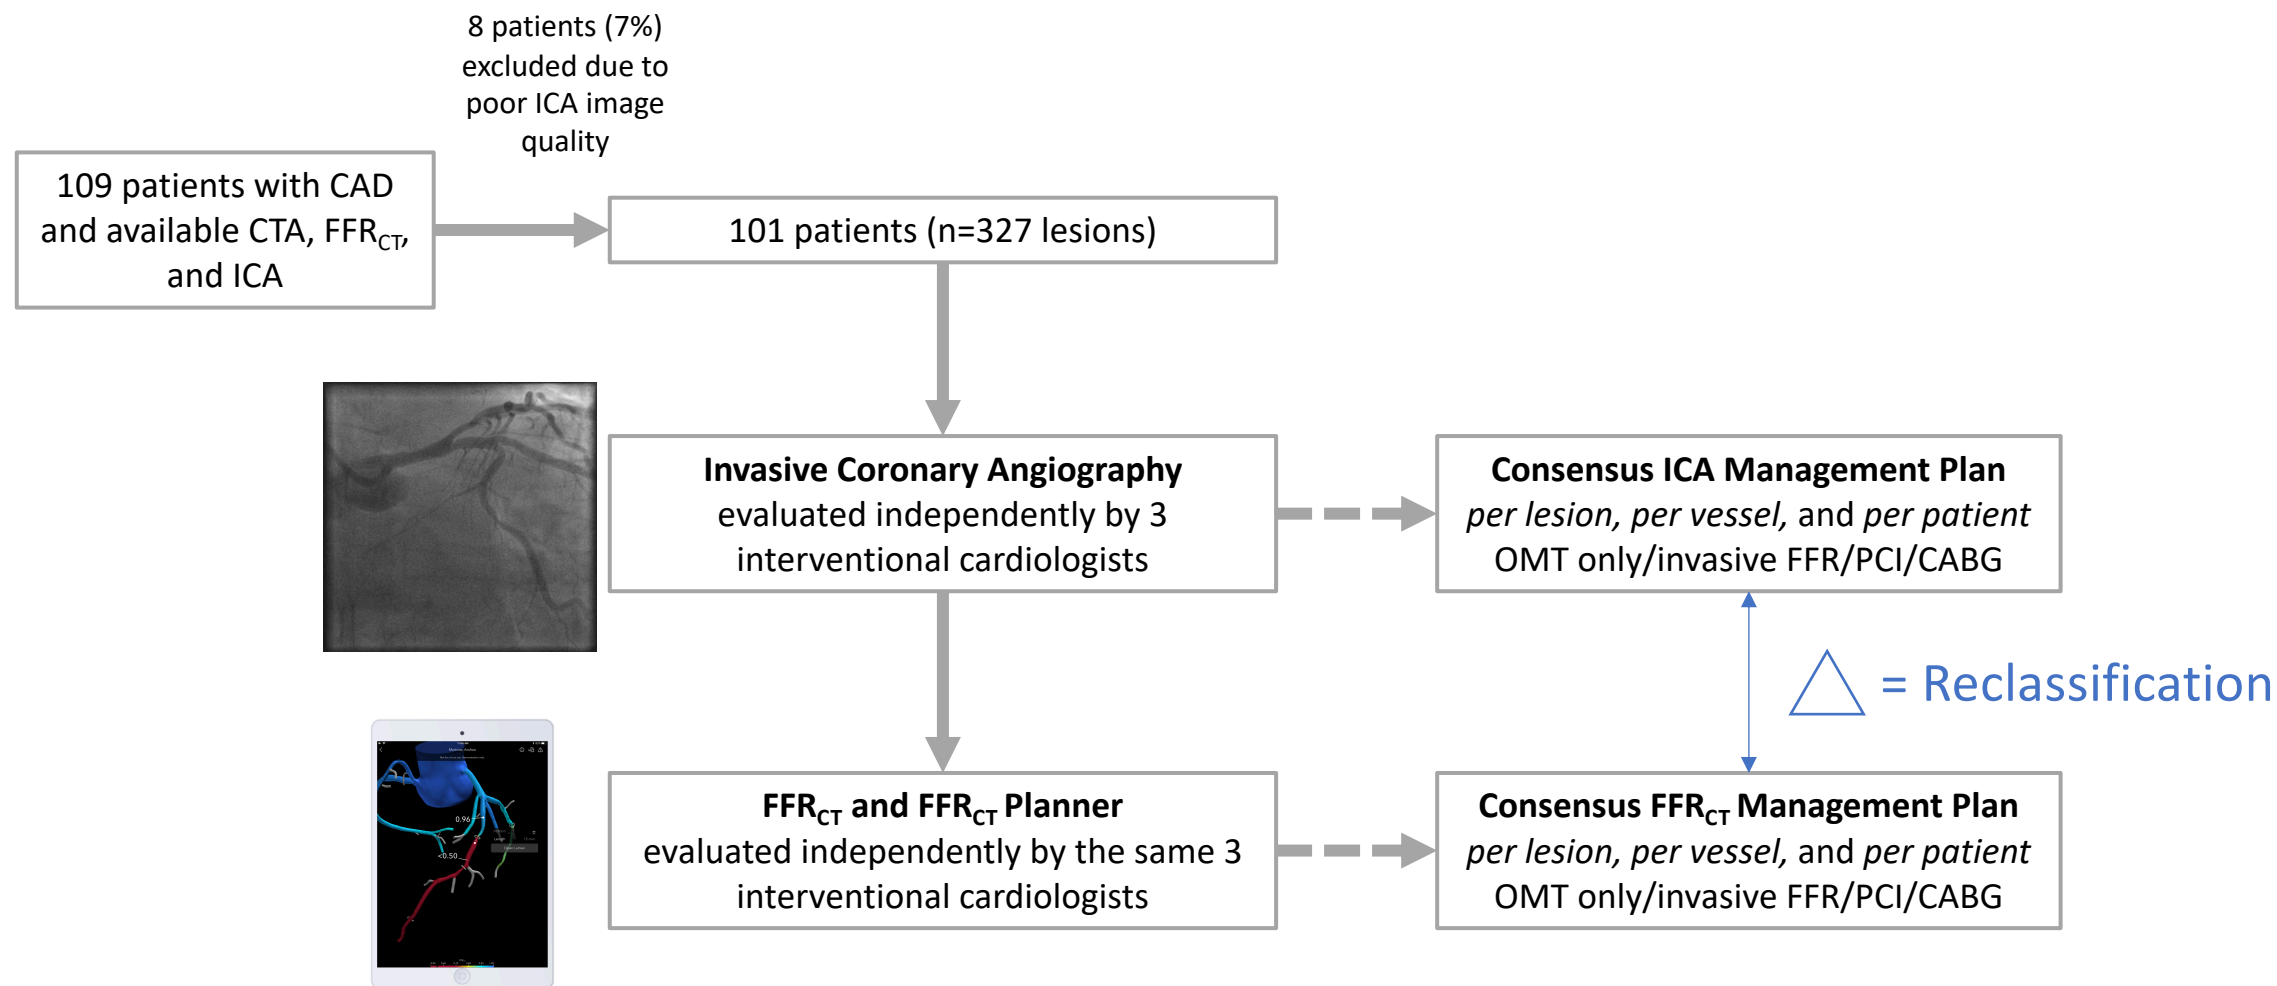 8 patients (7%)
excluded due to
poor ICA image
quality
109 patients with CAD
and available CTA, FFRCT,
and ICA
101 patients (n=327 lesions)
Invasive Coronary Angiography
evaluated independently by 3
interventional cardiologists
Consensus ICA Management Plan
per lesion, per vessel, and per patient
OMT only/invasive FFR/PCI/CABG
= Reclassification
0.96
<0.50
FFRCT and FFRCT Planner
evaluated independently by the same 3
interventional cardiologists
Consensus FFRCT Management Plan
per lesion, per vessel, and per patient
OMT only/invasive FFR/PCI/CABG